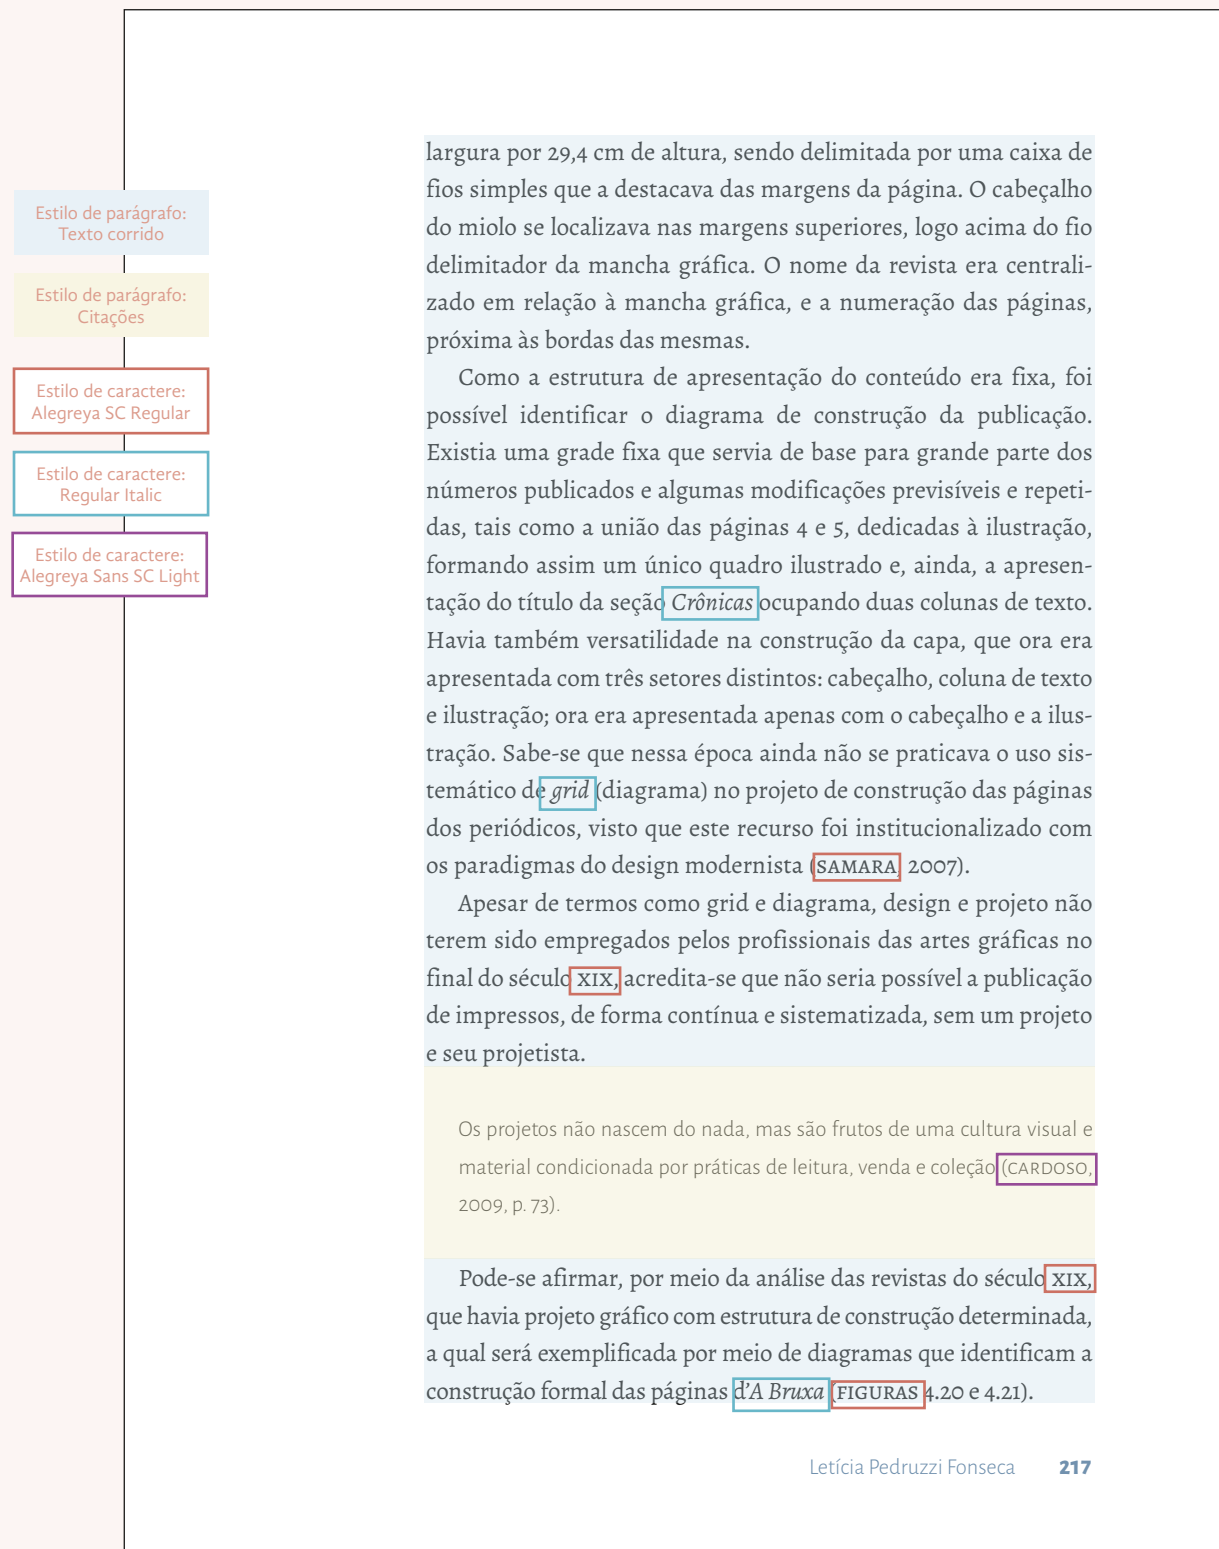 Estilo de parágrafo:
Texto corrido
Estilo de parágrafo:
Citações
Estilo de caractere:
Alegreya SC Regular
Estilo de caractere:
Regular Italic
Estilo de caractere:
Alegreya Sans SC Light
largura por 29,4 cm de altura, sendo delimitada por uma caixa de
fios simples que a destacava das margens da página. O cabeçalho
do miolo se localizava nas margens superiores, logo acima do fio
delimitador da mancha gráfica. O nome da revista era centrali-
zado em relação à mancha gráfica, e a numeração das páginas,
próxima às bordas das mesmas.
Como a estrutura de apresentação do conteúdo era fixa, foi
possível identificar o diagrama de construção da publicação.
Existia uma grade fixa que servia de base para grande parte dos
números publicados e algumas modificações previsíveis e repeti-
das, tais como a união das páginas 4 e 5, dedicadas à ilustração,
formando assim um único quadro ilustrado e, ainda, a apresen-
tação do título da seção Crônicas ocupando duas colunas de texto.
Havia também versatilidade na construção da capa, que ora era
apresentada com três setores distintos: cabeçalho, coluna de texto
e ilustração; ora era apresentada apenas com o cabeçalho e a ilus-
tração. Sabe-se que nessa época ainda não se praticava o uso sis-
temático de grid (diagrama) no projeto de construção das páginas
dos periódicos, visto que este recurso foi institucionalizado com
os paradigmas do design modernista (SAMARA, 2007).
Apesar de termos como grid e diagrama, design e projeto não
terem sido empregados pelos profissionais das artes gráficas no
final do século XIX, acredita-se que não seria possível a publicação
de impressos, de forma contínua e sistematizada, sem um projeto
e seu projetista.
Os projetos não nascem do nada, mas são frutos de uma cultura visual e
material condicionada por práticas de leitura, venda e coleção (CARDOSO,
2009, p. 73).
Pode-se afirmar, por meio da análise das revistas do século XIX,
que havia projeto gráfico com estrutura de construção determinada,
a qual será exemplificada por meio de diagramas que identificam a
construção formal das páginas d’A Bruxa (FIGURAS 4.20 e 4.21).
Letícia Pedruzzi Fonseca 217